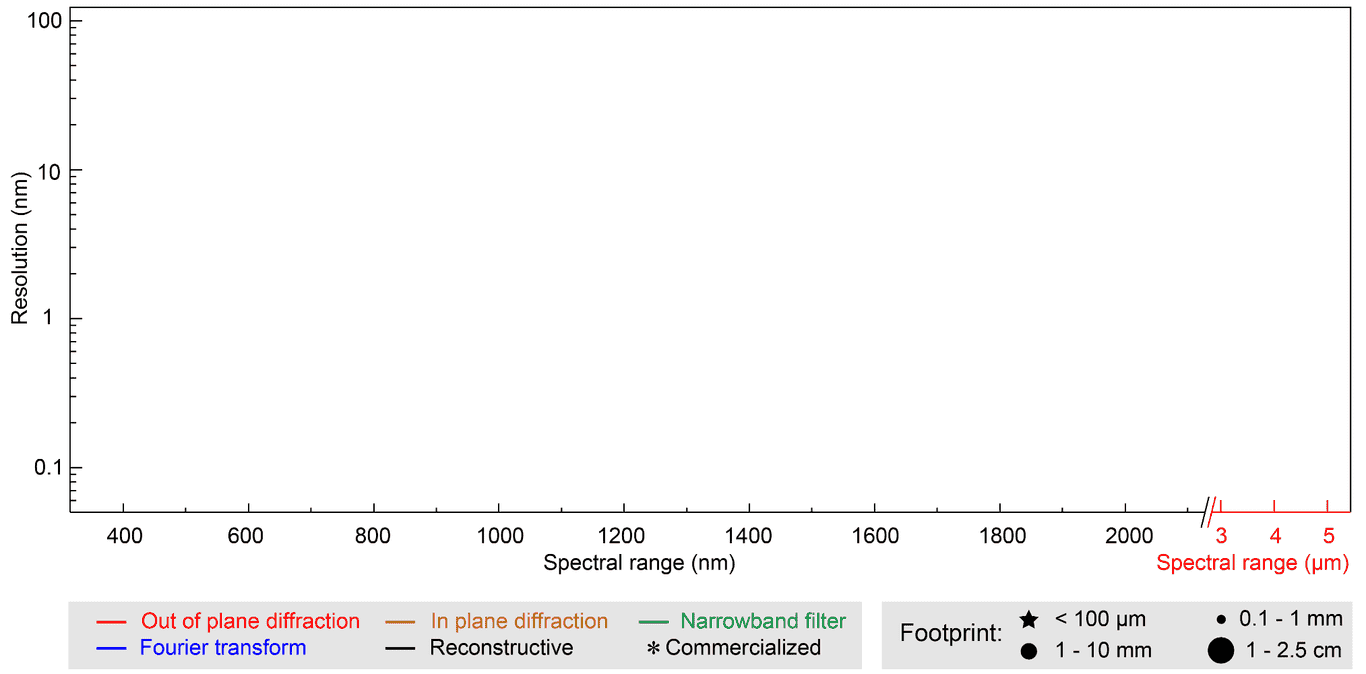 100
10
1
0.1
Resolution (nm)
400 600 800 1000 1200 1400 1600 1800 2000 3 4 5
Spectral range (nm) Spectral range (μm)
Out of plane diffraction In plane diffraction Narrowband filter
Fourier transform Reconstructive * Commercialized
Footprint: < 100 μm 0.1 - 1 mm
1 - 10 mm 1 - 2.5 cm